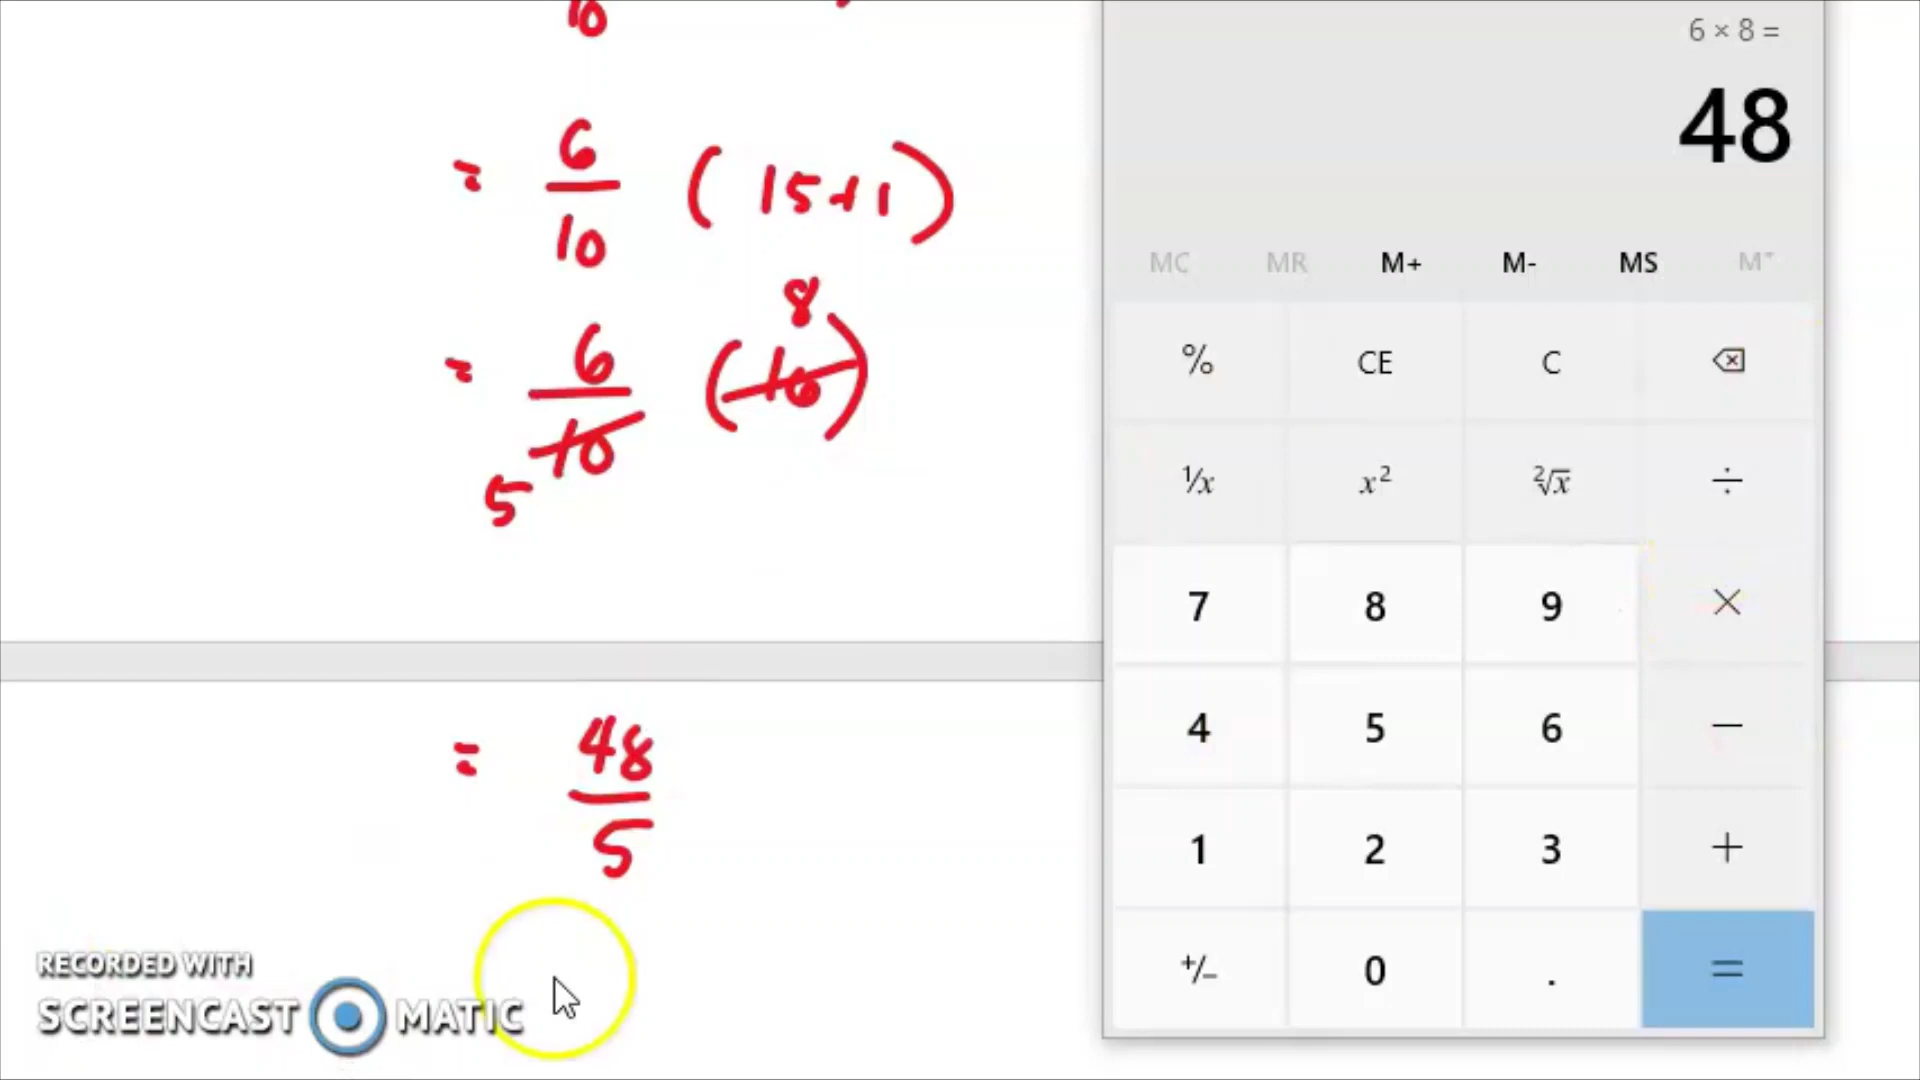 10
= 6/10 (15+1)
8
= 6/10 (16)
5
= 48/5
6 × 8 =
48
MC MR M+ M- MS M˅
% CE C ⌫
¹/x x² ²√x ÷
7 8 9 ×
4 5 6 −
1 2 3 +
+/− 0 . =
RECORDED WITH
SCREENCAST MATIC